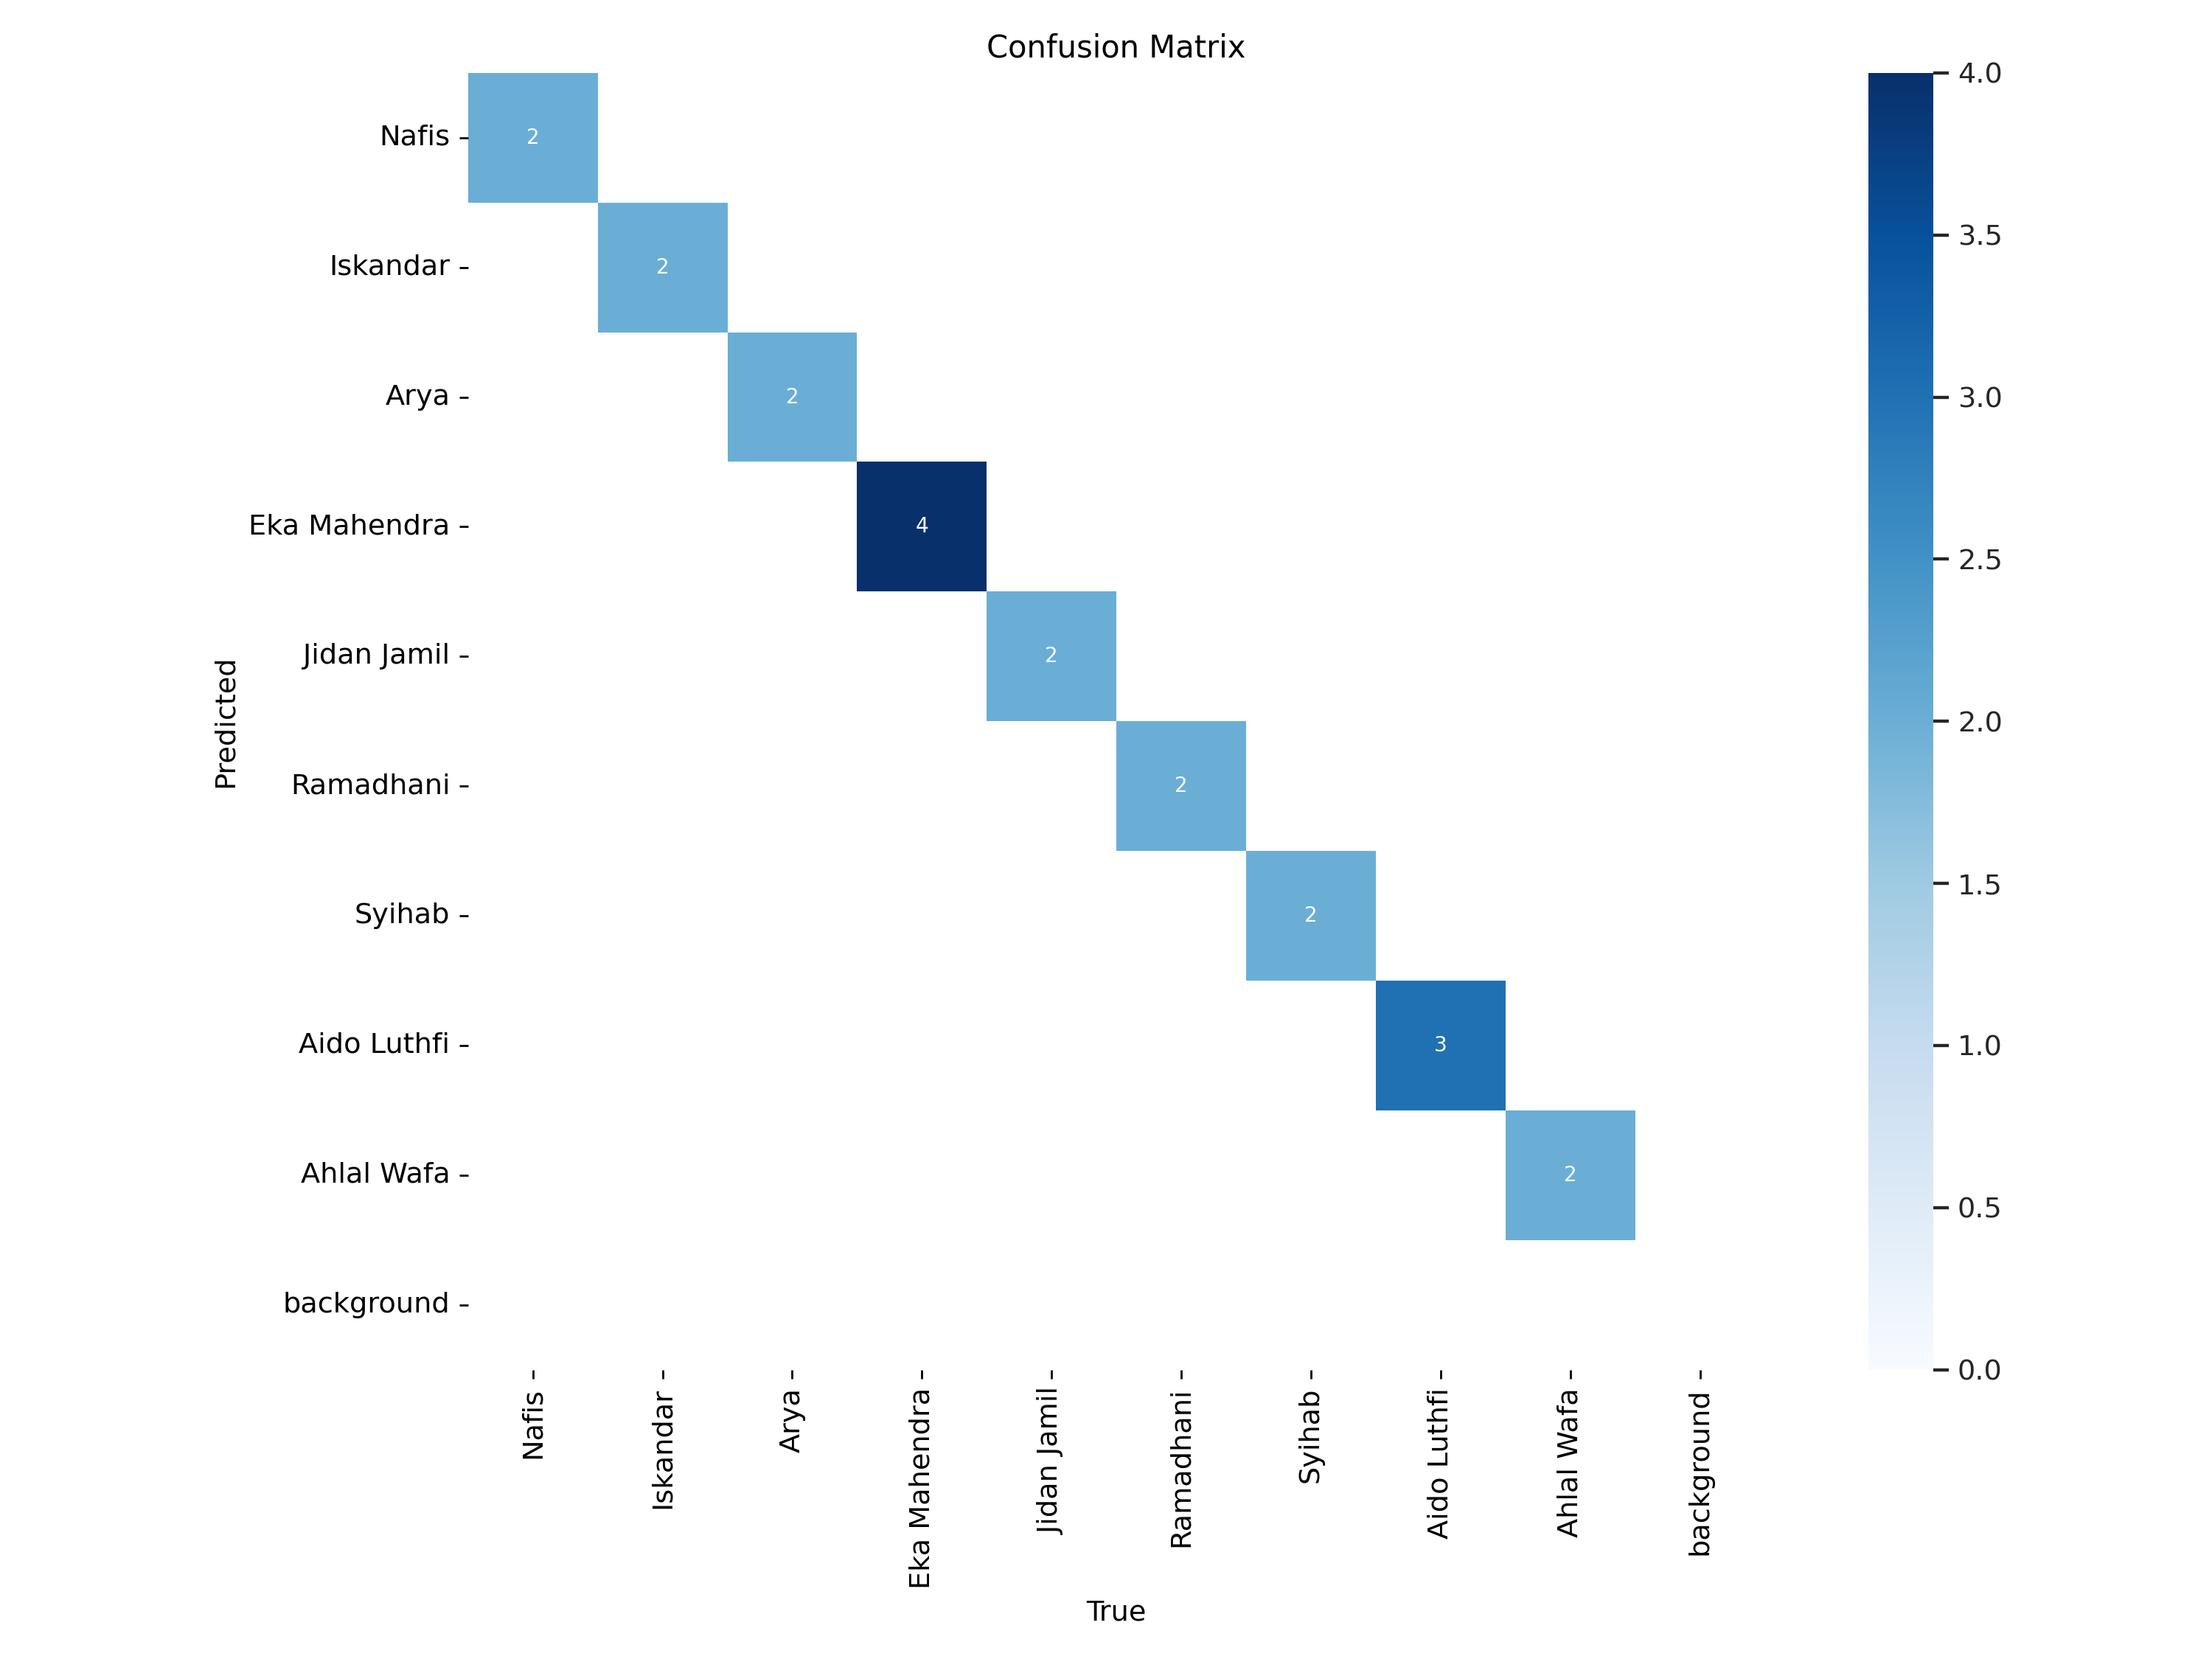 Confusion Matrix
Nafis
2
Iskandar
2
Arya
2
Eka Mahendra
4
Jidan Jamil
2
Ramadhani
2
Syihab
2
Aido Luthfi
3
Ahlal Wafa
2
background
Predicted
Nafis
Iskandar
Arya
Eka Mahendra
Jidan Jamil
Ramadhani
Syihab
Aido Luthfi
Ahlal Wafa
background
True
4.0
3.5
3.0
2.5
2.0
1.5
1.0
0.5
0.0